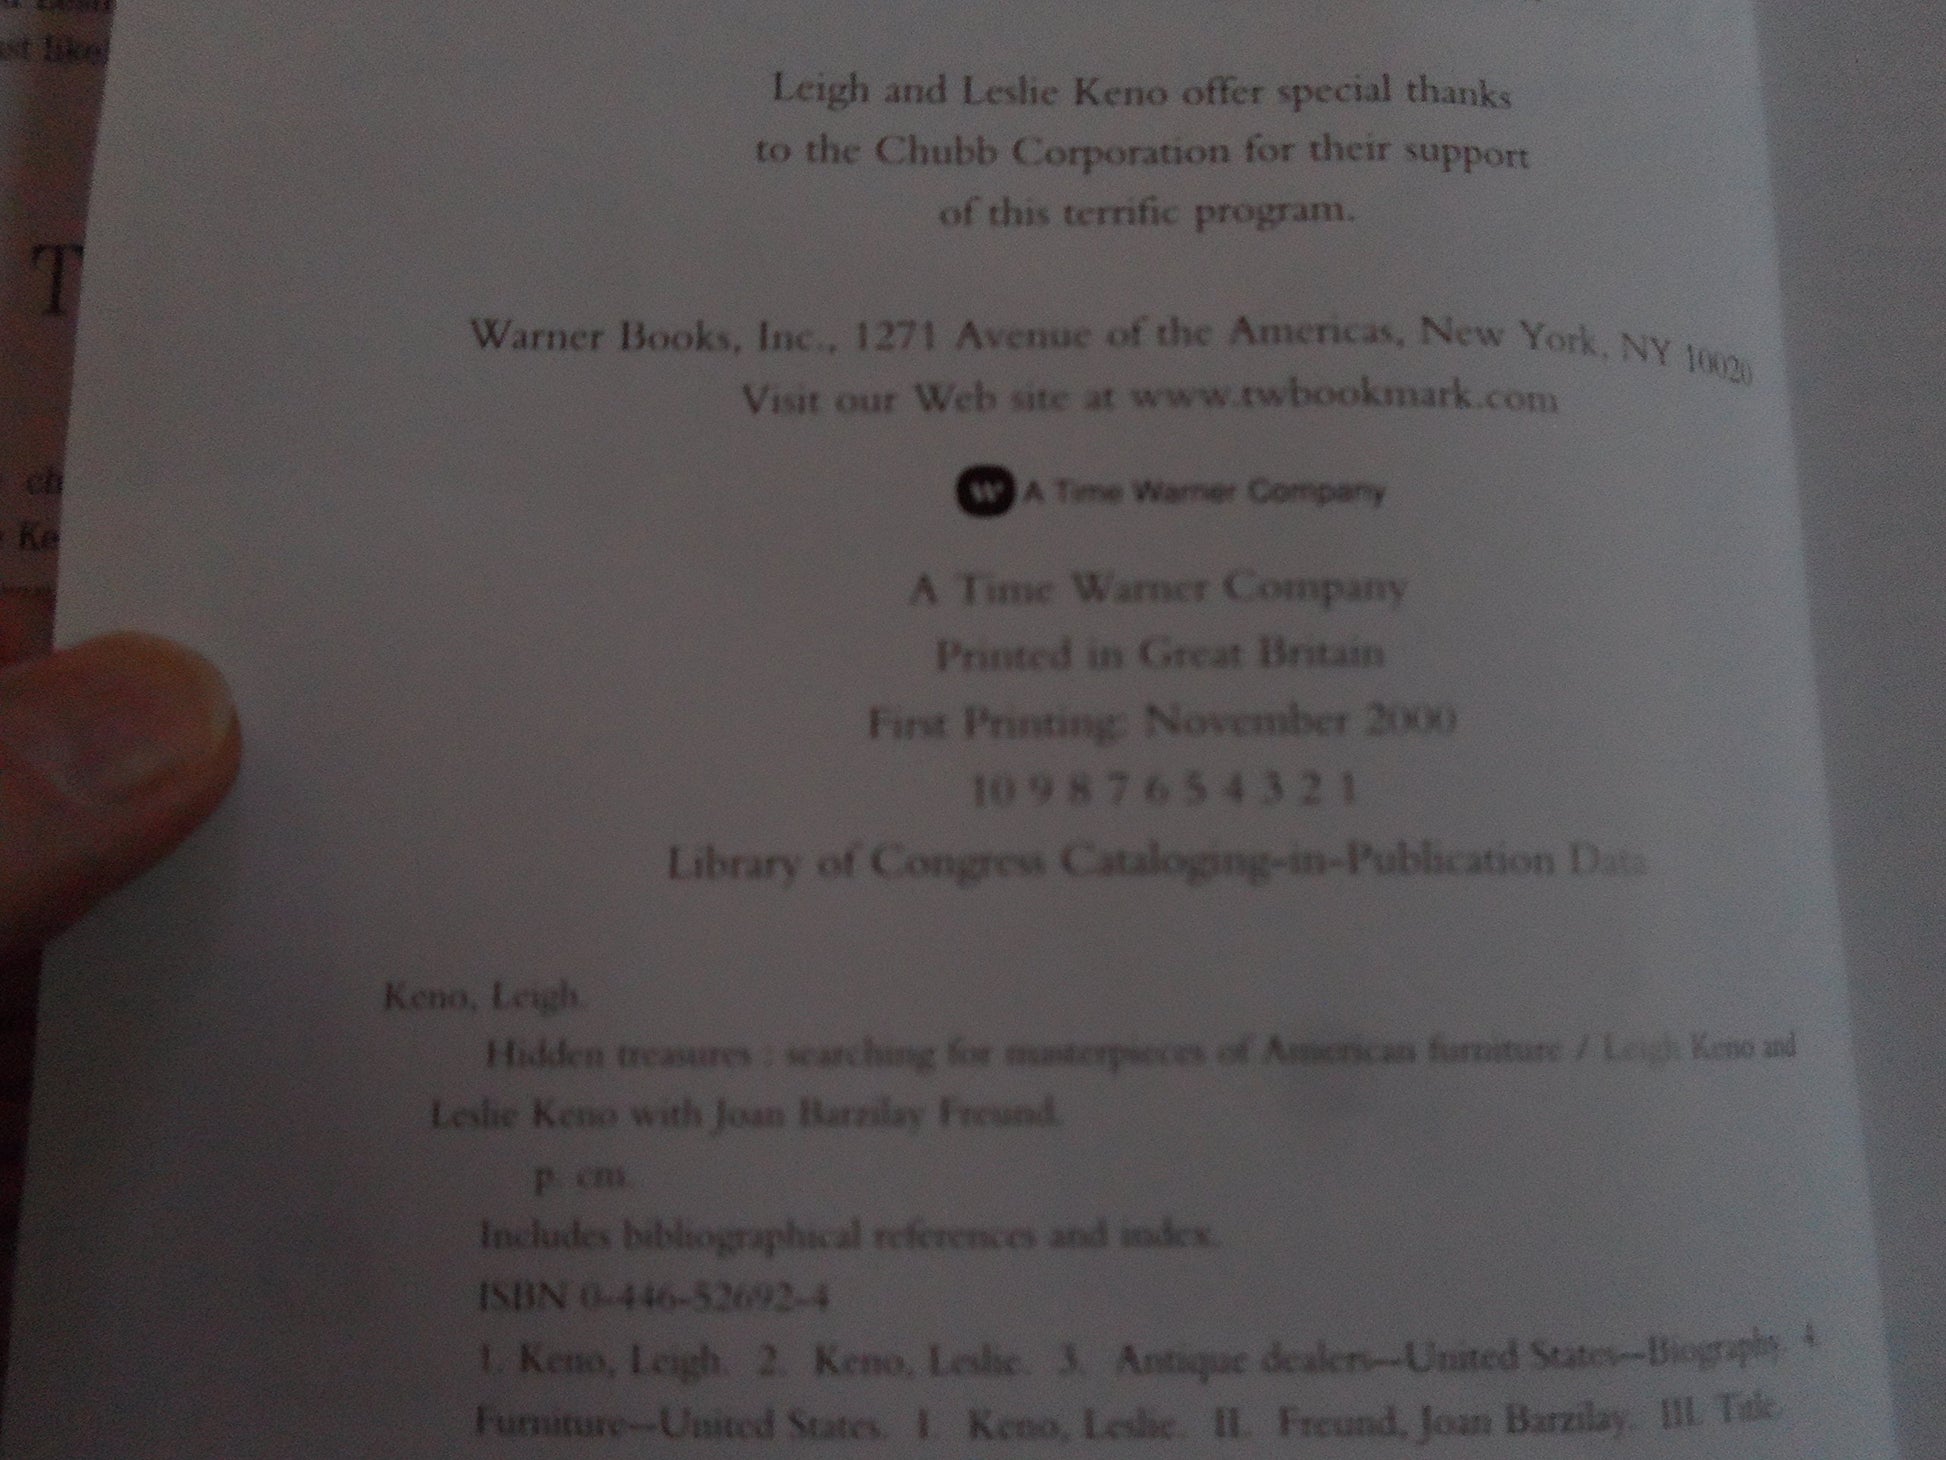 ust like
T
ch
Ke
Leigh and Leslie Keno offer special thanks
to the Chubb Corporation for their support
of this terrific program.
Warner Books, Inc., 1271 Avenue of the Americas, New York, NY 10020
Visit our Web site at www.twbookmark.com
W A Time Warner Company
A Time Warner Company
Printed in Great Britain
First Printing: November 2000
10 9 8 7 6 5 4 3 2 1
Library of Congress Cataloging-in-Publication Data
Keno, Leigh.
Hidden treasures : searching for masterpieces of American furniture / Leigh Keno and
Leslie Keno with Joan Barzilay Freund.
p. cm.
Includes bibliographical references and index.
ISBN 0-446-52692-4
1. Keno, Leigh. 2. Keno, Leslie. 3. Antique dealers—United States—Biography. 4.
Furniture—United States. I. Keno, Leslie. II. Freund, Joan Barzilay. III. Title.